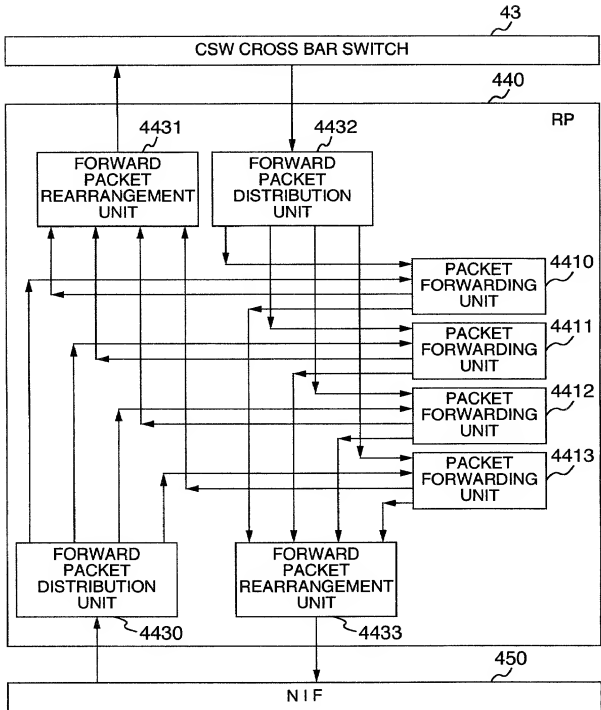 43
CSW CROSS BAR SWITCH
440
RP
4431
FORWARD
PACKET
REARRANGEMENT
UNIT
4432
FORWARD
PACKET
DISTRIBUTION
UNIT
4410
PACKET
FORWARDING
UNIT
4411
PACKET
FORWARDING
UNIT
4412
PACKET
FORWARDING
UNIT
4413
PACKET
FORWARDING
UNIT
FORWARD
PACKET
DISTRIBUTION
UNIT
4430
FORWARD
PACKET
REARRANGEMENT
UNIT
4433
450
N I F